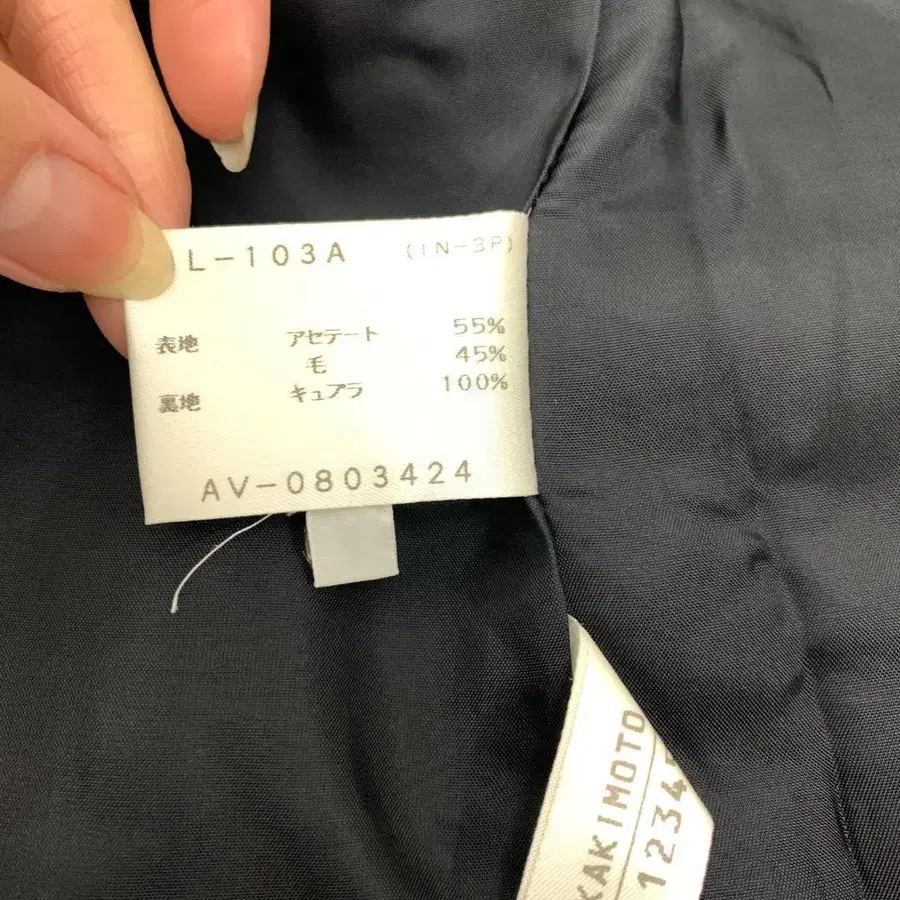 L-103A (IN-3P)
表地 アセテート 55%
毛 45%
裏地 キュプラ 100%
AV-0803424
KAKIMOTO
1234